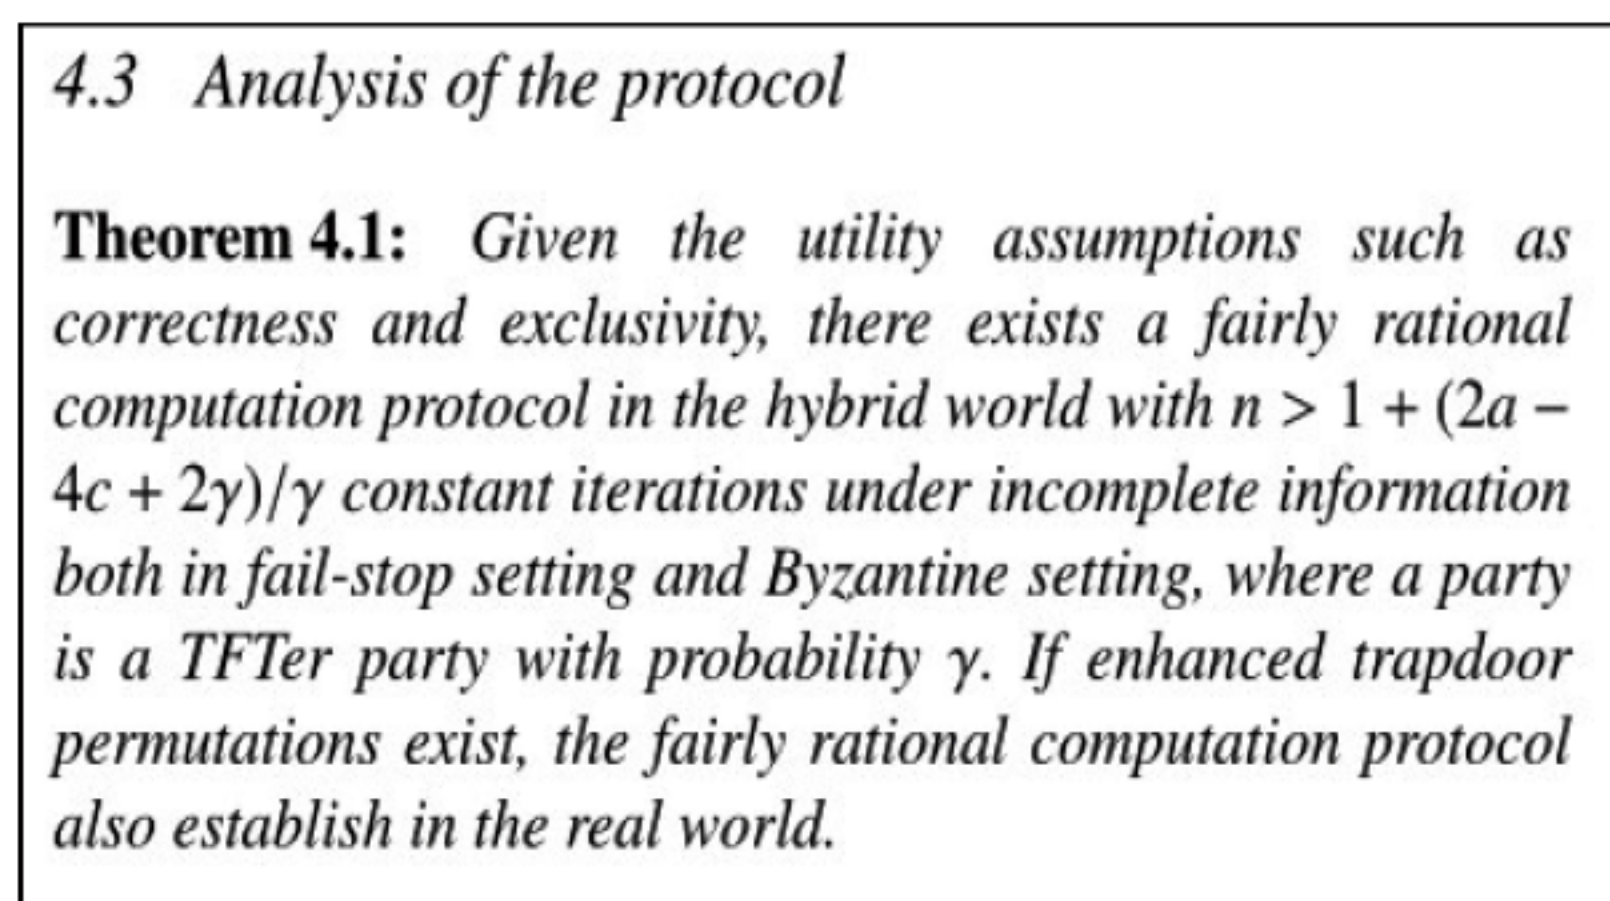 4.3 Analysis of the protocol
Theorem 4.1: Given the utility assumptions such as
correctness and exclusivity, there exists a fairly rational
computation protocol in the hybrid world with n > 1 + (2a −
4c + 2γ)/γ constant iterations under incomplete information
both in fail-stop setting and Byzantine setting, where a party
is a TFTer party with probability γ. If enhanced trapdoor
permutations exist, the fairly rational computation protocol
also establish in the real world.